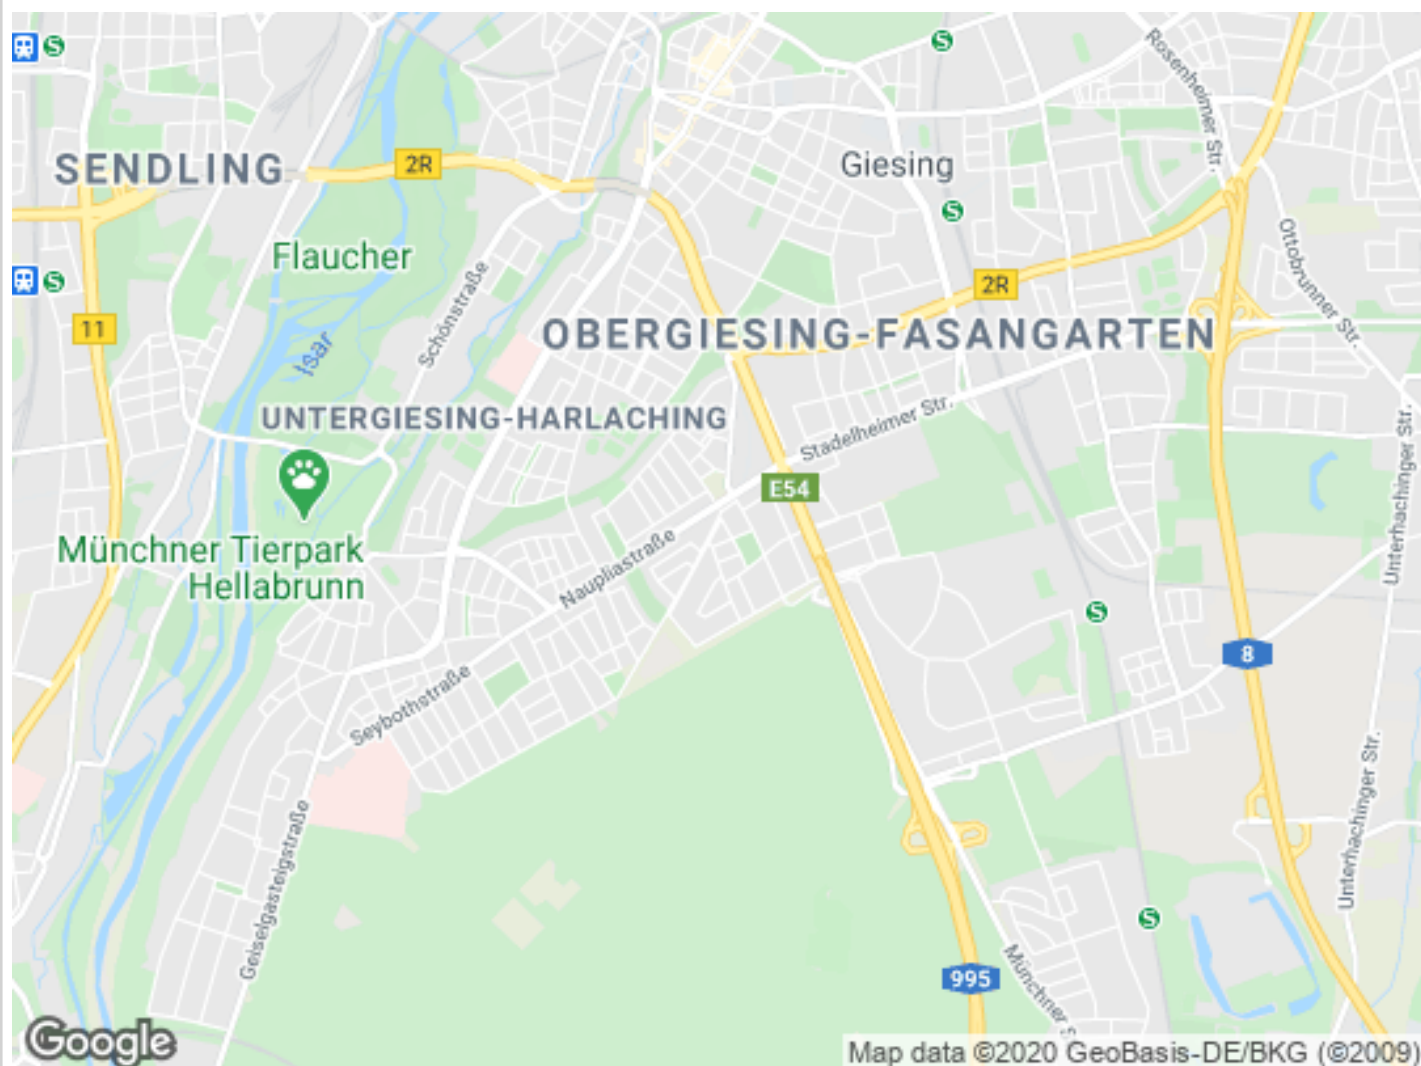 S
S
Rosenheimer Str.
SENDLING
2R
Giesing
S
Flaucher
Schönstraße
Ottobrunner Str.
S
2R
11
Isar
OBERGIESING-FASANGARTEN
UNTERGIESING-HARLACHING
Stadelheimer Str.
Unterhachinger Str.
E54
Münchner Tierpark
Hellabrunn
Naupliastraße
S
8
Seybothstraße
Unterhachinger Str.
Geiselgasteigstraße
S
995
Münchner S
Google
Map data ©2020 GeoBasis-DE/BKG (©2009)